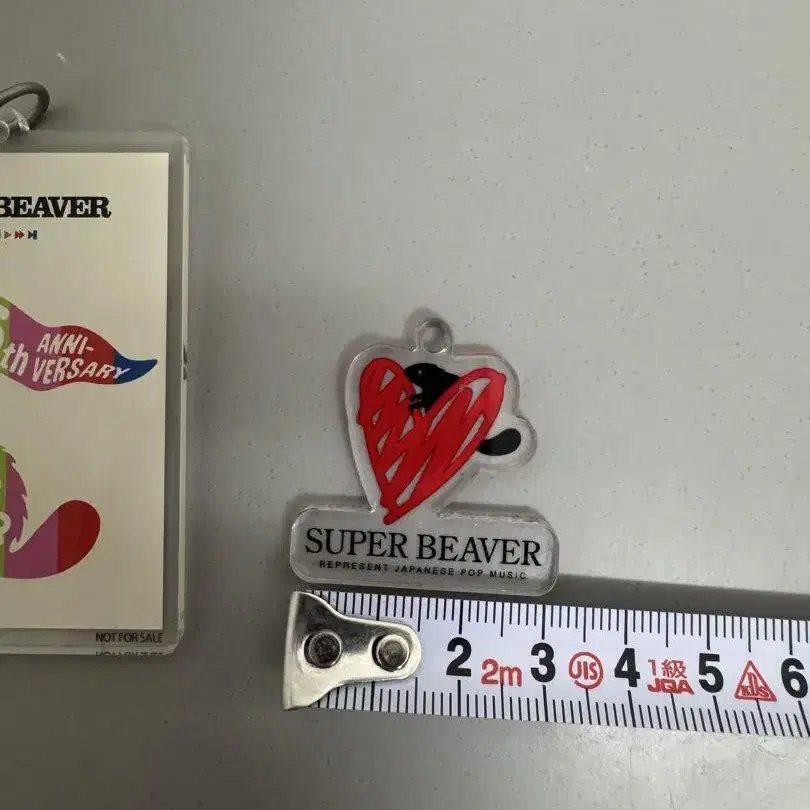 BEAVER
th ANNI-
VERSARY
NOT FOR SALE
SUPER BEAVER
REPRESENT JAPANESE POP MUSIC
2 2m 3 JIS 4 1級 JQA 5 KDS 6